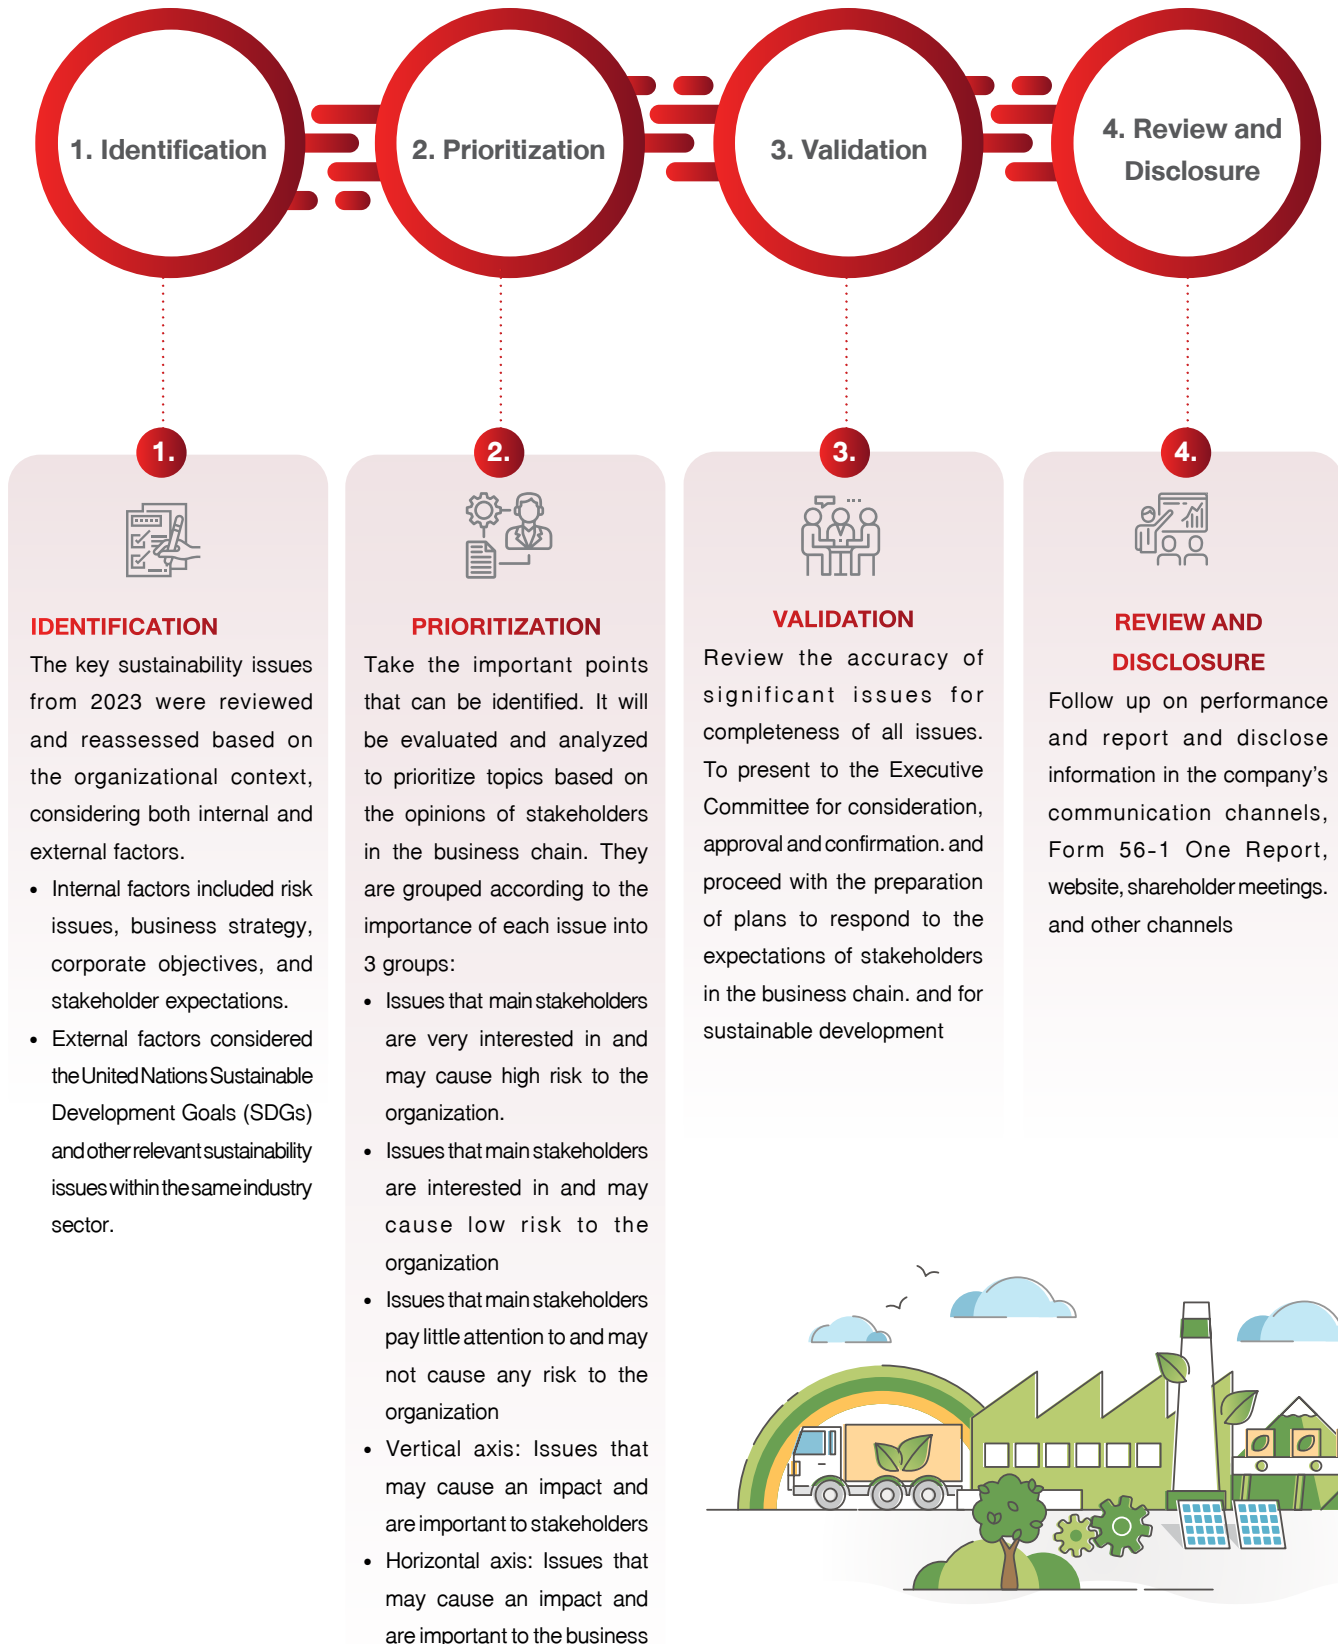 1. Identification
2. Prioritization
3. Validation
4. Review and
Disclosure
1.
IDENTIFICATION
The key sustainability issues
from 2023 were reviewed
and reassessed based on
the organizational context,
considering both internal and
external factors.
• Internal factors included risk
issues, business strategy,
corporate objectives, and
stakeholder expectations.
• External factors considered
the United Nations Sustainable
Development Goals (SDGs)
and other relevant sustainability
issues within the same industry
sector.
2.
PRIORITIZATION
Take the important points
that can be identified. It will
be evaluated and analyzed
to prioritize topics based on
the opinions of stakeholders
in the business chain. They
are grouped according to the
importance of each issue into
3 groups:
• Issues that main stakeholders
are very interested in and
may cause high risk to the
organization.
• Issues that main stakeholders
are interested in and may
cause low risk to the
organization
• Issues that main stakeholders
pay little attention to and may
not cause any risk to the
organization
• Vertical axis: Issues that
may cause an impact and
are important to stakeholders
• Horizontal axis: Issues that
may cause an impact and
are important to the business
3.
VALIDATION
Review the accuracy of
significant issues for
completeness of all issues.
To present to the Executive
Committee for consideration,
approval and confirmation. and
proceed with the preparation
of plans to respond to the
expectations of stakeholders
in the business chain. and for
sustainable development
4.
REVIEW AND
DISCLOSURE
Follow up on performance
and report and disclose
information in the company's
communication channels,
Form 56-1 One Report,
website, shareholder meetings.
and other channels